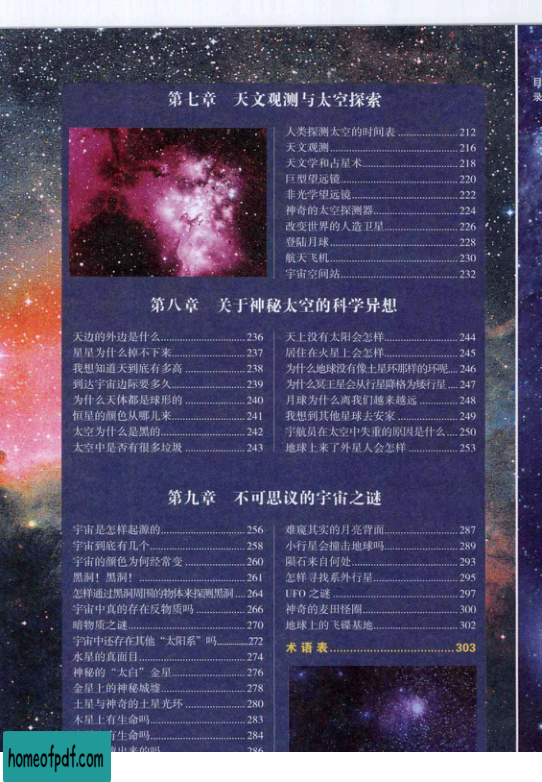 目
录
第七章 天文观测与太空探索
人类探测太空的时间表 ................ 212
天文观测 ................ 216
天文学和占星术 ................ 218
巨型望远镜 ................ 220
非光学望远镜 ................ 222
神奇的太空探测器 ................ 224
改变世界的人造卫星 ................ 226
登陆月球 ................ 228
航天飞机 ................ 230
宇宙空间站 ................ 232
第八章 关于神秘太空的科学异想
天边的外边是什么 ................ 236
星星为什么掉不下来 ................ 237
我想知道天到底有多高 ................ 238
到达宇宙边际要多久 ................ 239
为什么天体都是球形的 ................ 240
恒星的颜色从哪儿来 ................ 241
太空为什么是黑的 ................ 242
太空中是否有很多垃圾 ................ 243
天上没有太阳会怎样 ................ 244
居住在火星上会怎样 ................ 245
为什么地球没有像土星环那样的环呢 .... 246
为什么冥王星会从行星降格为矮行星 .... 247
月球为什么离我们越来越远 ................ 248
我想到其他星球去安家 ................ 249
宇航员在太空中失重的原因是什么 .... 250
地球上来了外星人会怎样 ................ 253
第九章 不可思议的宇宙之谜
宇宙是怎样起源的 ................ 256
宇宙到底有几个 ................ 258
宇宙的颜色为何经常变 ................ 260
黑洞！黑洞！ ................ 261
怎样通过黑洞周围的物体来探测黑洞 .... 264
宇宙中真的存在反物质吗 ................ 266
暗物质之谜 ................ 270
宇宙中还存在其他“太阳系”吗 ........ 272
水星的真面目 ................ 274
神秘的“太白”金星 ................ 276
金星上的神秘城墟 ................ 278
土星与神奇的土星光环 ................ 280
木星上有生命吗 ................ 283
有生命吗 ................ 284
出来的吗 ................ 286
难窥其实的月亮背面 ................ 287
小行星会撞击地球吗 ................ 289
陨石来自何处 ................ 293
怎样寻找系外行星 ................ 295
UFO 之谜 ................ 297
神奇的麦田怪圈 ................ 300
地球上的飞碟基地 ................ 302
术语表 ................ 303
homeofpdf.com